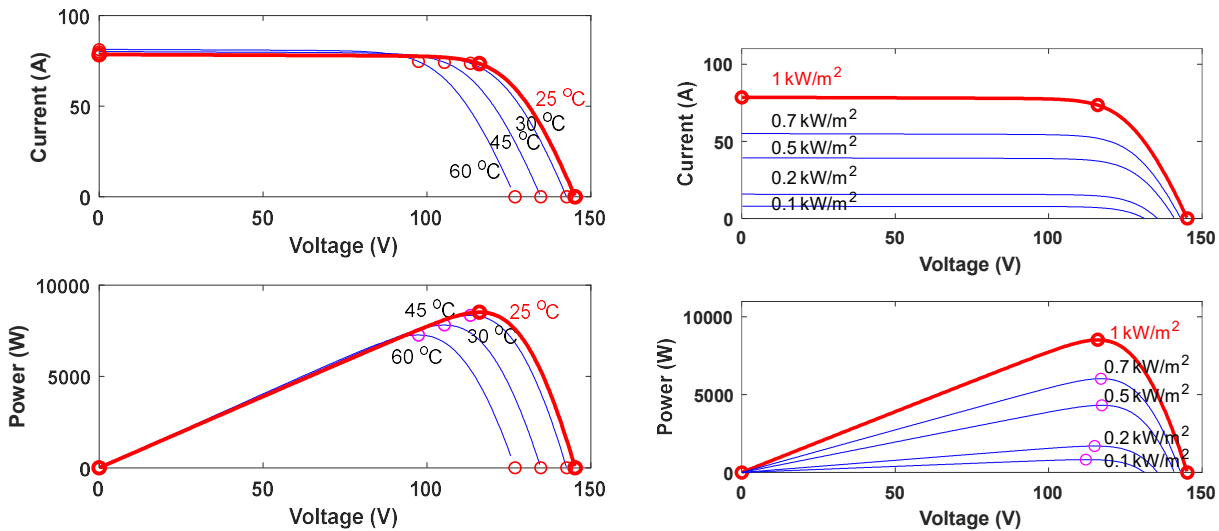 100
50
0
Current (A)
25 °C
30 °C
45 °C
60 °C
0
50
100
150
Voltage (V)
10000
5000
0
Power (W)
45 °C
25 °C
30 °C
60 °C
0
50
100
150
Voltage (V)
100
50
0
Current (A)
1 kW/m²
0.7 kW/m²
0.5 kW/m²
0.2 kW/m²
0.1 kW/m²
0
50
100
150
Voltage (V)
10000
5000
0
Power (W)
1 kW/m²
0.7 kW/m²
0.5 kW/m²
0.2 kW/m²
0.1 kW/m²
0
50
100
150
Voltage (V)